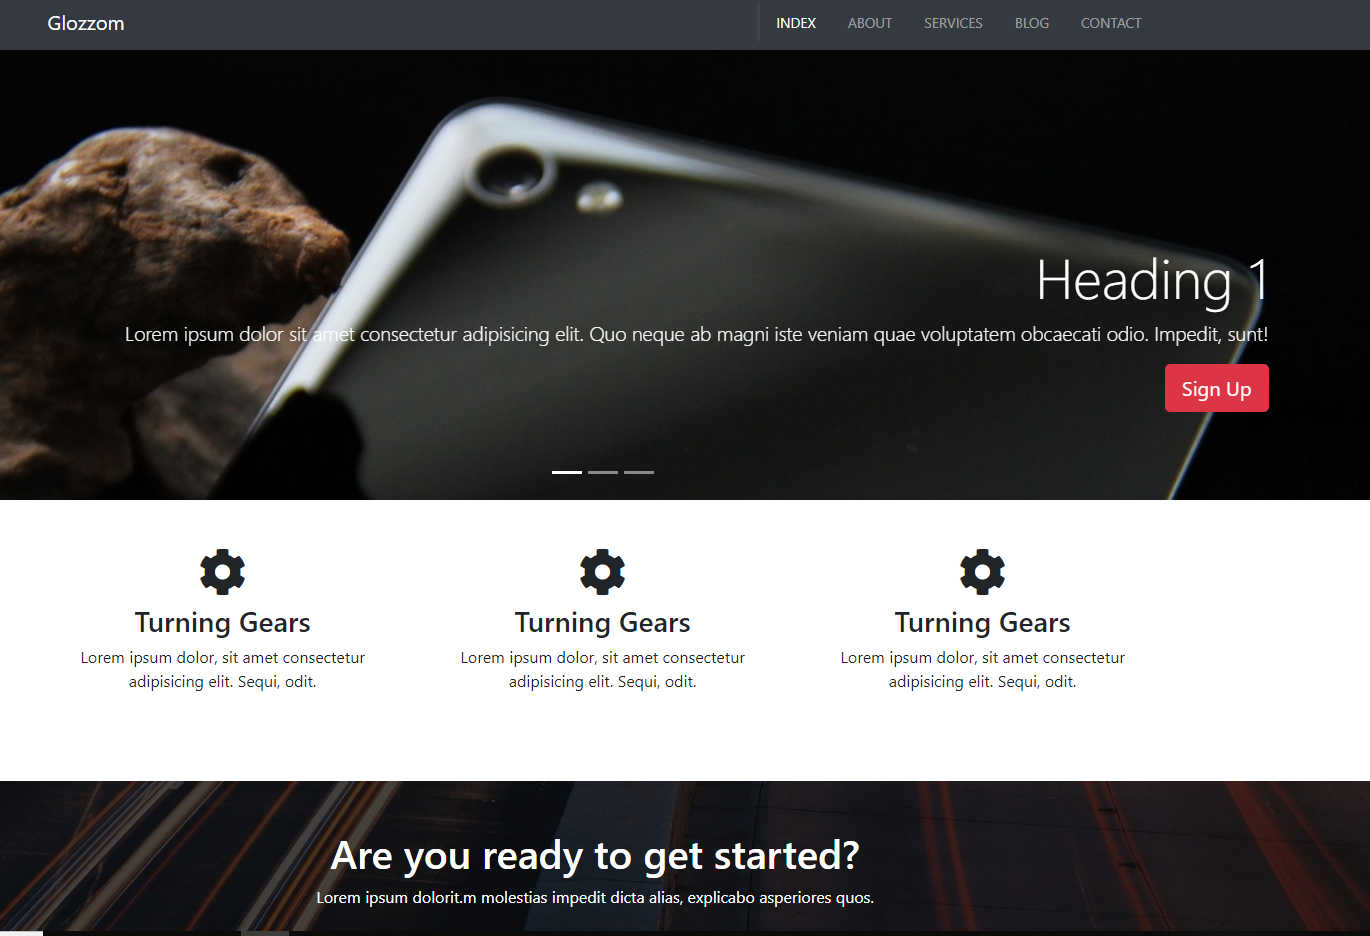 Glozzom
INDEX ABOUT SERVICES BLOG CONTACT
Heading 1
Lorem ipsum dolor sit amet consectetur adipisicing elit. Quo neque ab magni iste veniam quae voluptatem obcaecati odio. Impedit, sunt!
Sign Up
Turning Gears
Lorem ipsum dolor, sit amet consectetur
adipisicing elit. Sequi, odit.
Turning Gears
Lorem ipsum dolor, sit amet consectetur
adipisicing elit. Sequi, odit.
Turning Gears
Lorem ipsum dolor, sit amet consectetur
adipisicing elit. Sequi, odit.
Are you ready to get started?
Lorem ipsum dolorit.m molestias impedit dicta alias, explicabo asperiores quos.